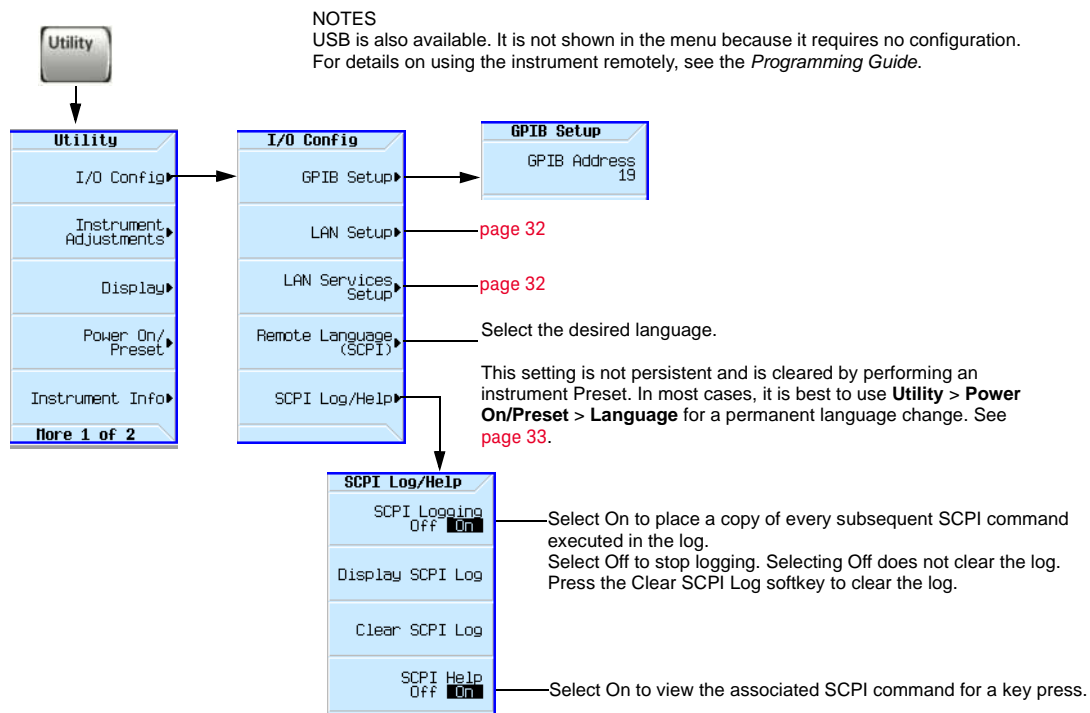 Utility
NOTES
USB is also available. It is not shown in the menu because it requires no configuration.
For details on using the instrument remotely, see the Programming Guide.
Utility
I/O Config
Instrument
Adjustments
Display
Power On/
Preset
Instrument Info
More 1 of 2
I/O Config
GPIB Setup
LAN Setup
LAN Services
Setup
Remote Language
(SCPI)
SCPI Log/Help
GPIB Setup
GPIB Address
19
page 32
page 32
Select the desired language.
This setting is not persistent and is cleared by performing an
instrument Preset. In most cases, it is best to use Utility > Power
On/Preset > Language for a permanent language change. See
page 33.
SCPI Log/Help
SCPI Logging
Off On
Display SCPI Log
Clear SCPI Log
SCPI Help
Off On
Select On to place a copy of every subsequent SCPI command
executed in the log.
Select Off to stop logging. Selecting Off does not clear the log.
Press the Clear SCPI Log softkey to clear the log.
Select On to view the associated SCPI command for a key press.